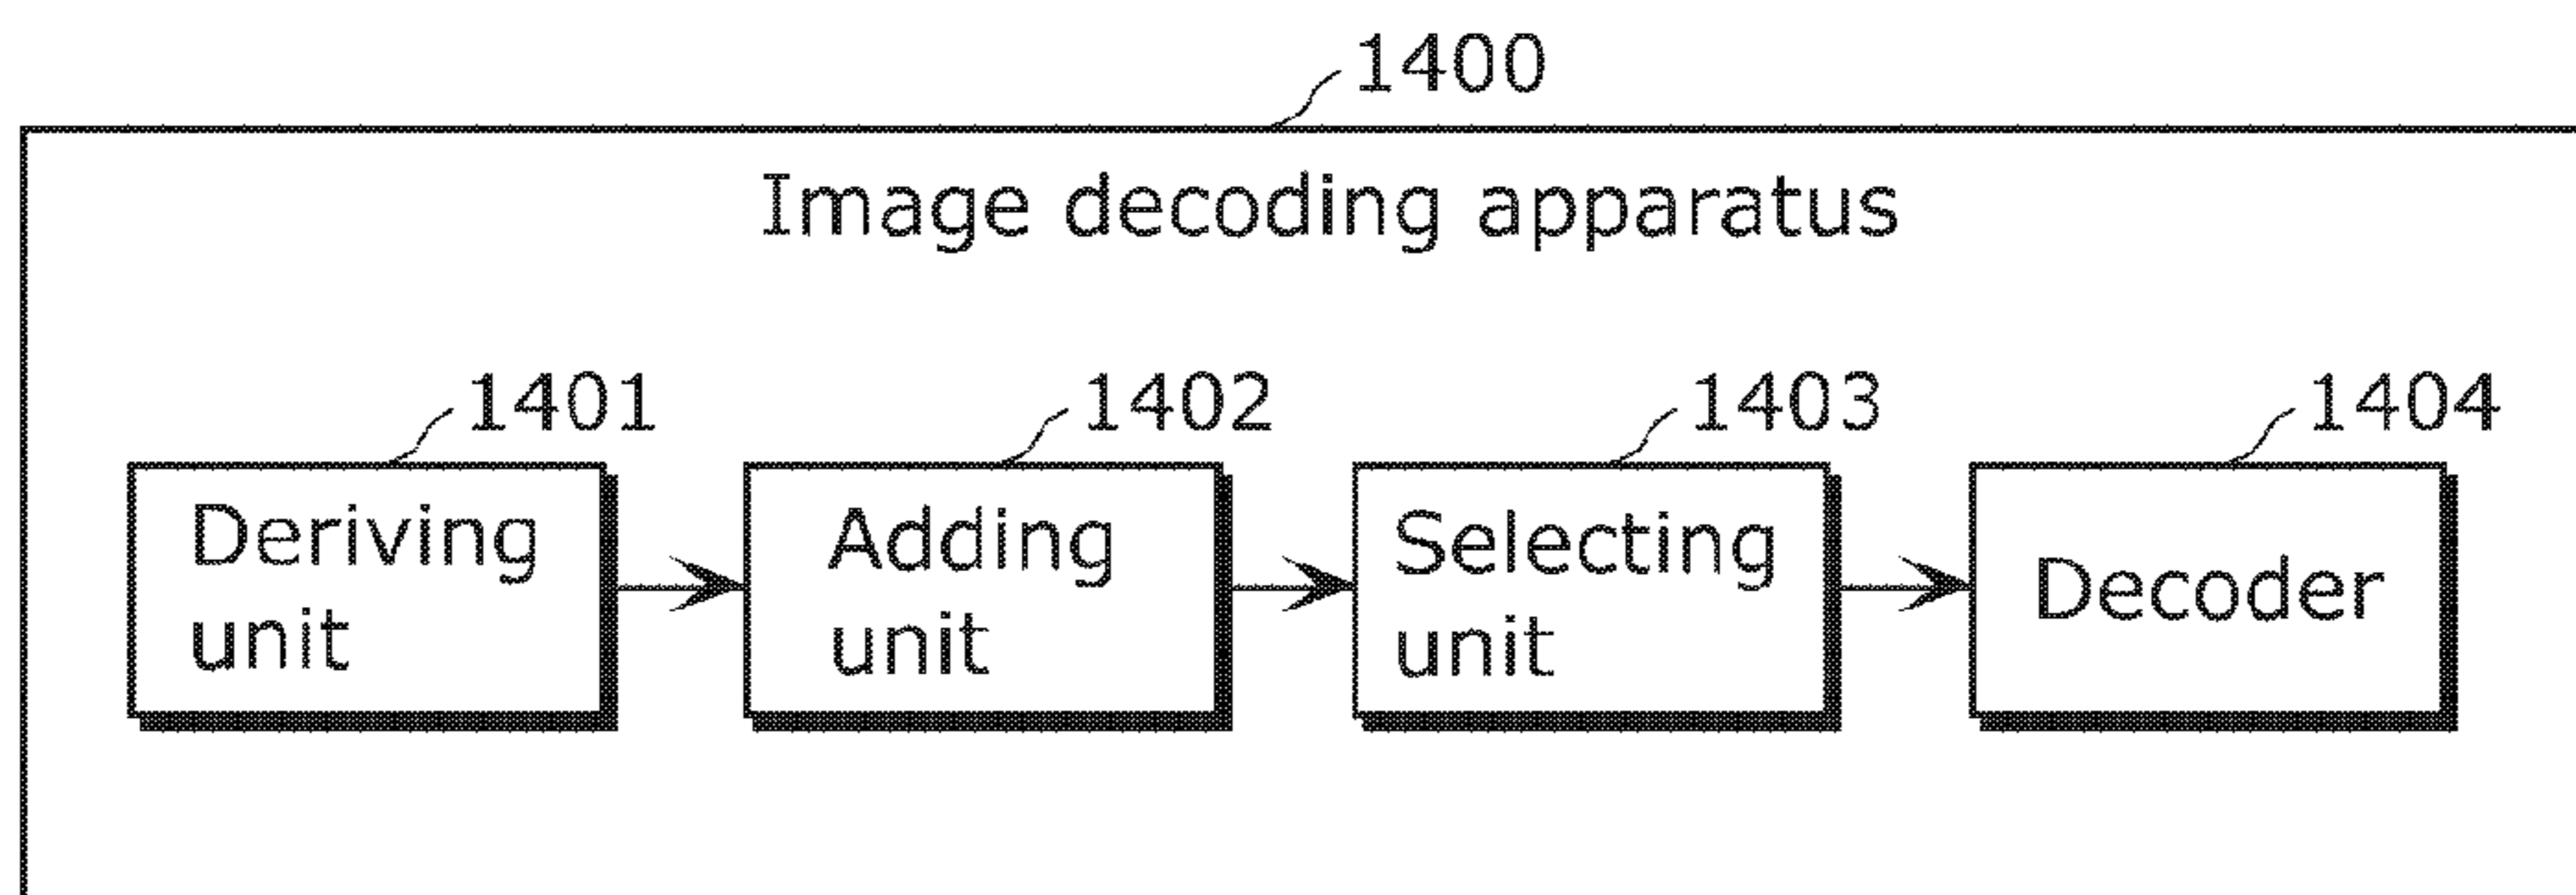 1400
Image decoding apparatus
1401
1402
1403
1404
Deriving
unit
Adding
unit
Selecting
unit
Decoder